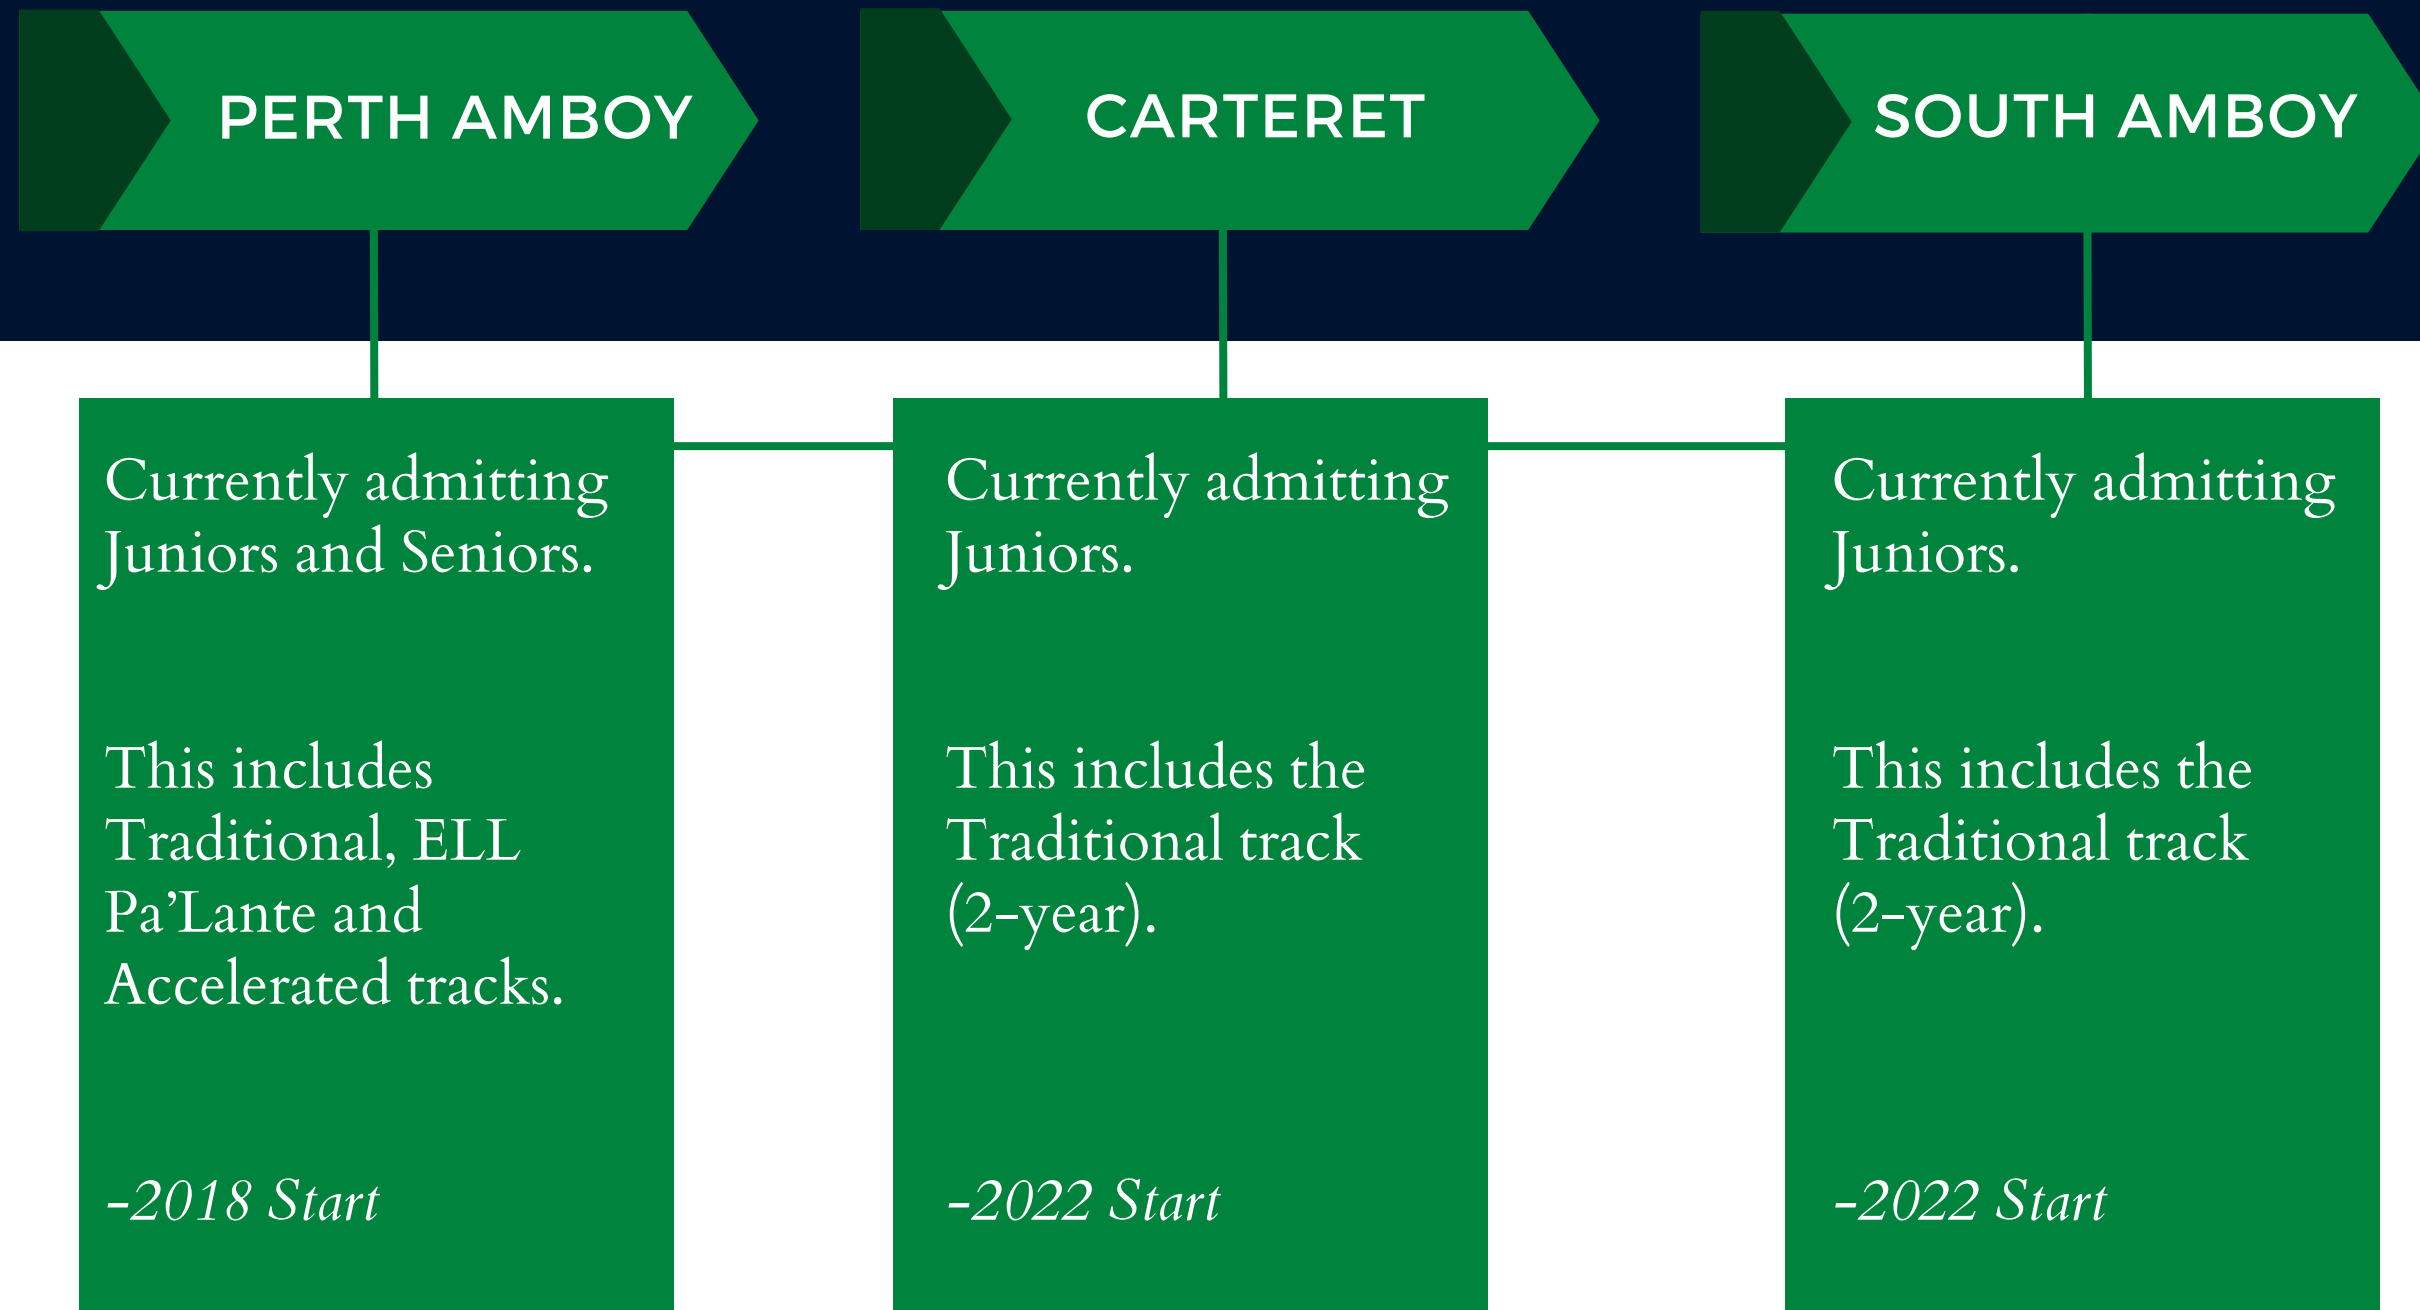 PERTH AMBOY
Currently admitting
Juniors and Seniors.
This includes
Traditional, ELL
Pa’Lante and
Accelerated tracks.
-2018 Start
CARTERET
Currently admitting
Juniors.
This includes the
Traditional track
(2-year).
-2022 Start
SOUTH AMBOY
Currently admitting
Juniors.
This includes the
Traditional track
(2-year).
-2022 Start